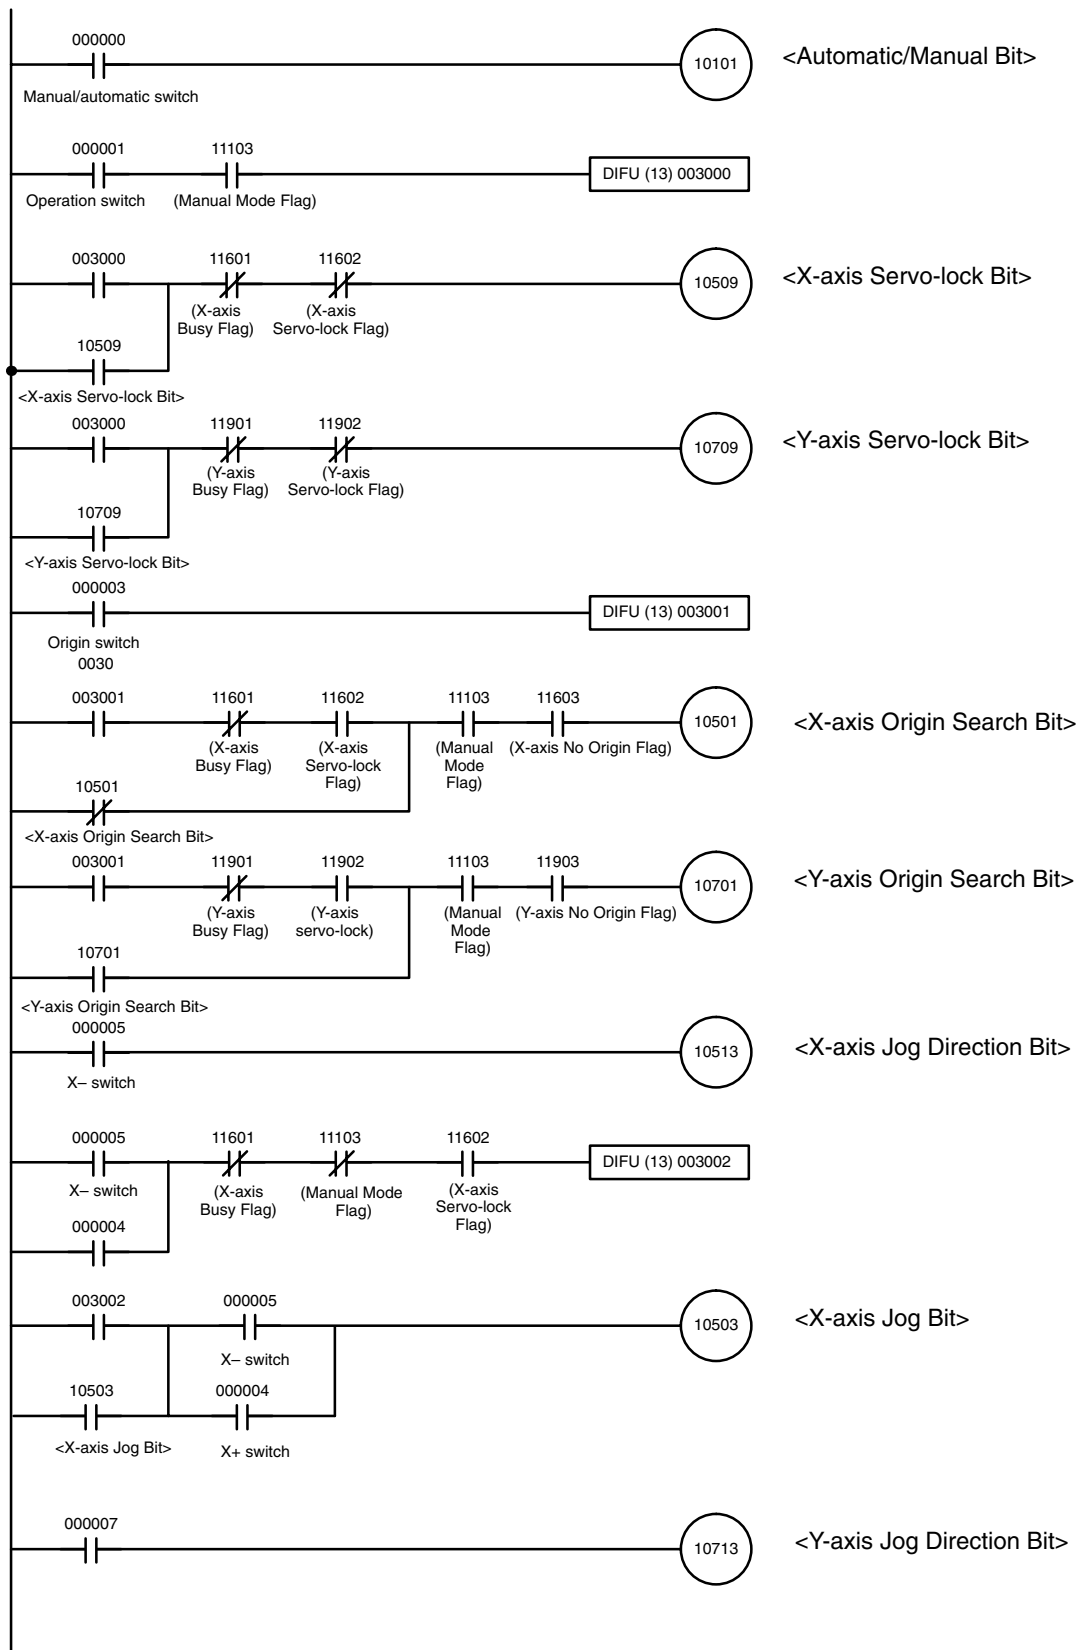 000000
10101
<Automatic/Manual Bit>
Manual/automatic switch
000001 11103
DIFU (13) 003000
Operation switch (Manual Mode Flag)
003000 11601 11602
10509
<X-axis Servo-lock Bit>
(X-axis Busy Flag) (X-axis Servo-lock Flag)
10509
<X-axis Servo-lock Bit>
003000 11901 11902
10709
<Y-axis Servo-lock Bit>
(Y-axis Busy Flag) (Y-axis Servo-lock Flag)
10709
<Y-axis Servo-lock Bit>
000003
DIFU (13) 003001
Origin switch
0030
003001 11601 11602 11103 11603
10501
<X-axis Origin Search Bit>
(X-axis Busy Flag) (X-axis Servo-lock Flag) (Manual Mode Flag) (X-axis No Origin Flag)
10501
<X-axis Origin Search Bit>
003001 11901 11902 11103 11903
10701
<Y-axis Origin Search Bit>
(Y-axis Busy Flag) (Y-axis servo-lock) (Manual Mode Flag) (Y-axis No Origin Flag)
10701
<Y-axis Origin Search Bit>
000005
10513
<X-axis Jog Direction Bit>
X– switch
000005 11601 11103 11602
DIFU (13) 003002
X– switch (X-axis Busy Flag) (Manual Mode Flag) (X-axis Servo-lock Flag)
000004
003002 000005
10503
<X-axis Jog Bit>
X– switch
10503 000004
<X-axis Jog Bit> X+ switch
000007
10713
<Y-axis Jog Direction Bit>